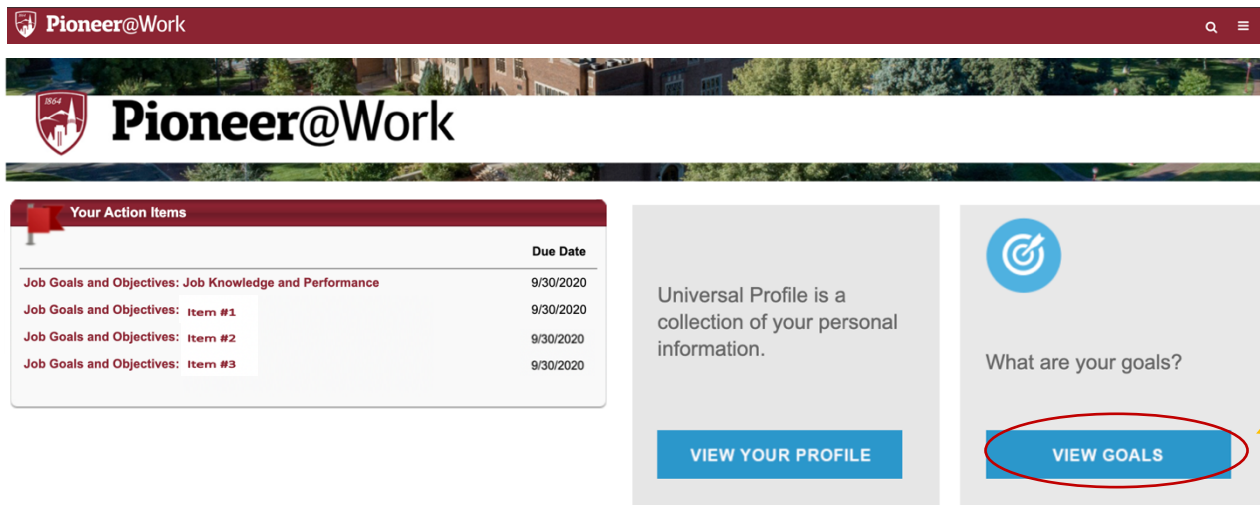 Pioneer@Work
1864
Pioneer@Work
Your Action Items
Due Date
Job Goals and Objectives: Job Knowledge and Performance 9/30/2020
Job Goals and Objectives: Item #1 9/30/2020
Job Goals and Objectives: Item #2 9/30/2020
Job Goals and Objectives: Item #3 9/30/2020
Universal Profile is a
collection of your personal
information.
VIEW YOUR PROFILE
What are your goals?
VIEW GOALS